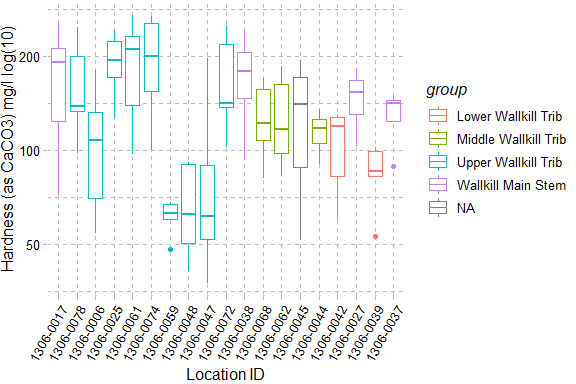 Hardness (as CaCO3) mg/l log(10)
200
100
50
1306-0017
1306-0078
1306-0006
1306-0025
1306-0061
1306-0074
1306-0059
1306-0048
1306-0047
1306-0072
1306-0038
1306-0068
1306-0062
1306-0045
1306-0044
1306-0042
1306-0027
1306-0039
1306-0037
Location ID
group
Lower Wallkill Trib
Middle Wallkill Trib
Upper Wallkill Trib
Wallkill Main Stem
NA